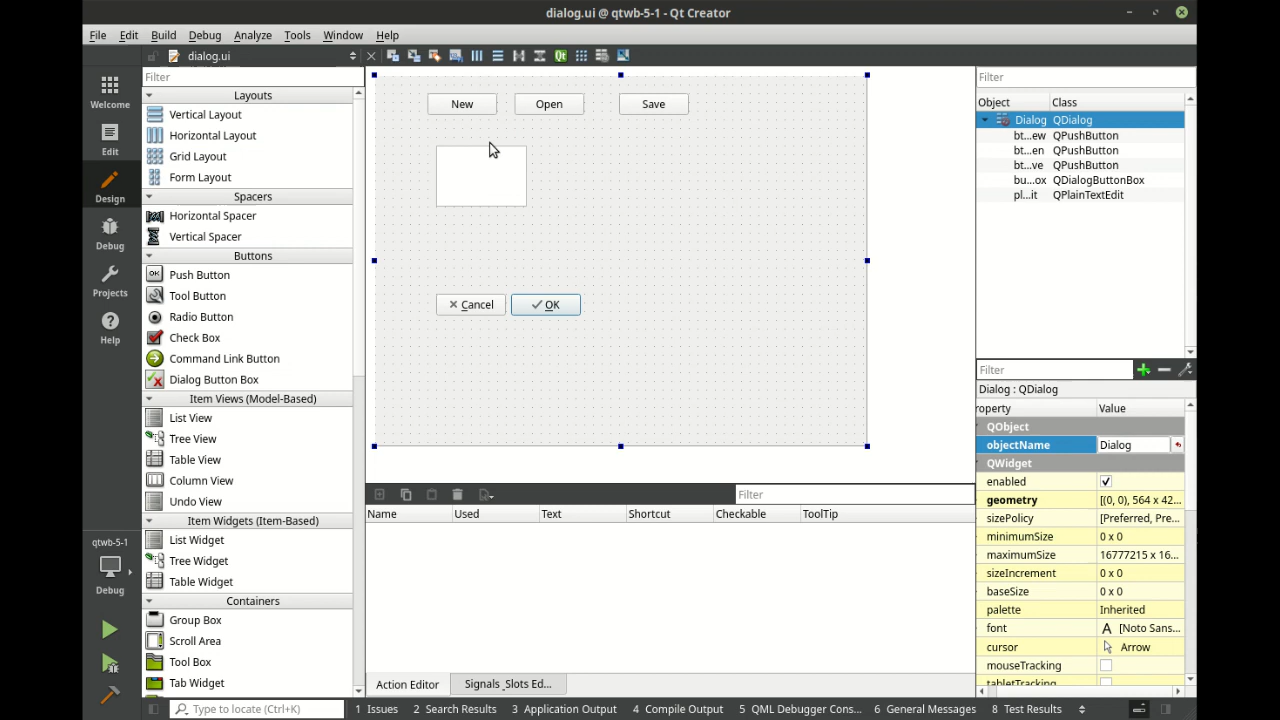 dialog.ui @ qtwb-5-1 - Qt Creator
File Edit Build Debug Analyze Tools Window Help
dialog.ui
Welcome
Edit
Design
Debug
Projects
Help
qtwb-5-1
Debug
Filter
Layouts
Vertical Layout
Horizontal Layout
Grid Layout
Form Layout
Spacers
Horizontal Spacer
Vertical Spacer
Buttons
Push Button
Tool Button
Radio Button
Check Box
Command Link Button
Dialog Button Box
Item Views (Model-Based)
List View
Tree View
Table View
Column View
Undo View
Item Widgets (Item-Based)
List Widget
Tree Widget
Table Widget
Containers
Group Box
Scroll Area
Tool Box
Tab Widget
New Open Save
Cancel OK
Filter
Name Used Text Shortcut Checkable ToolTip
Action Editor Signals _Slots Ed...
Filter
Object Class
Dialog QDialog
bt...ew QPushButton
bt...en QPushButton
bt...ve QPushButton
bu...ox QDialogButtonBox
pl...it QPlainTextEdit
Filter
Dialog : QDialog
roperty Value
QObject
objectName Dialog
QWidget
enabled
geometry [(0, 0), 564 x 42...
sizePolicy [Preferred, Pre...
minimumSize 0 x 0
maximumSize 16777215 x 16...
sizeIncrement 0 x 0
baseSize 0 x 0
palette Inherited
font A [Noto Sans...
cursor Arrow
mouseTracking
tabletTracking
Type to locate (Ctrl+K) 1 Issues 2 Search Results 3 Application Output 4 Compile Output 5 QML Debugger Cons... 6 General Messages 8 Test Results